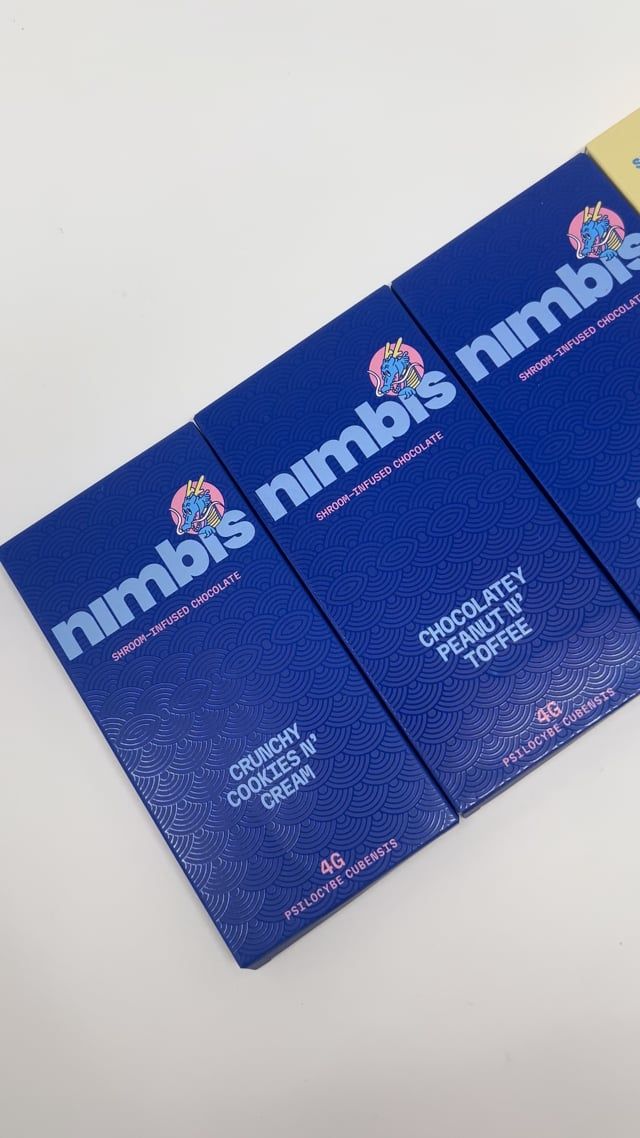 nimbis
SHROOM-INFUSED CHOCOLATE
CRUNCHY
COOKIES N'
CREAM
4G
PSILOCYBE CUBENSIS
nimbis
SHROOM-INFUSED CHOCOLATE
CHOCOLATEY
PEANUT N'
TOFFEE
4G
PSILOCYBE CUBENSIS
nimbis
SHROOM-INFUSED CHOCOLAT